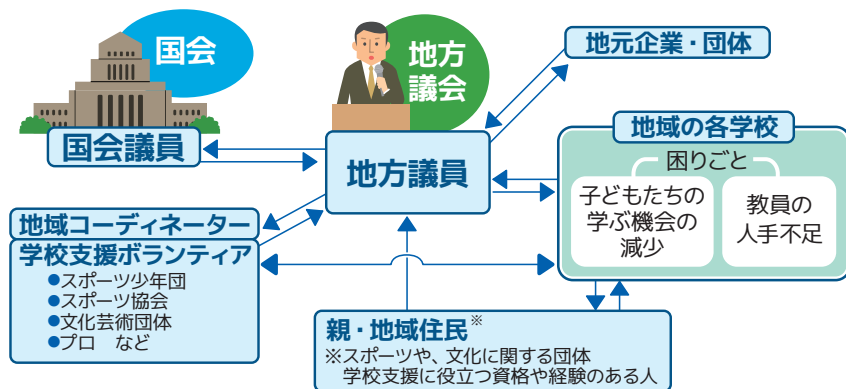 国会
地方
議会
地元企業・団体
国会議員
地方議員
地域の各学校
困りごと
子どもたちの
学ぶ機会の
減少
教員の
人手不足
地域コーディネーター
学校支援ボランティア
●スポーツ少年団
●スポーツ協会
●文化芸術団体
●プロ など
親・地域住民※
※スポーツや、文化に関する団体
学校支援に役立つ資格や経験のある人